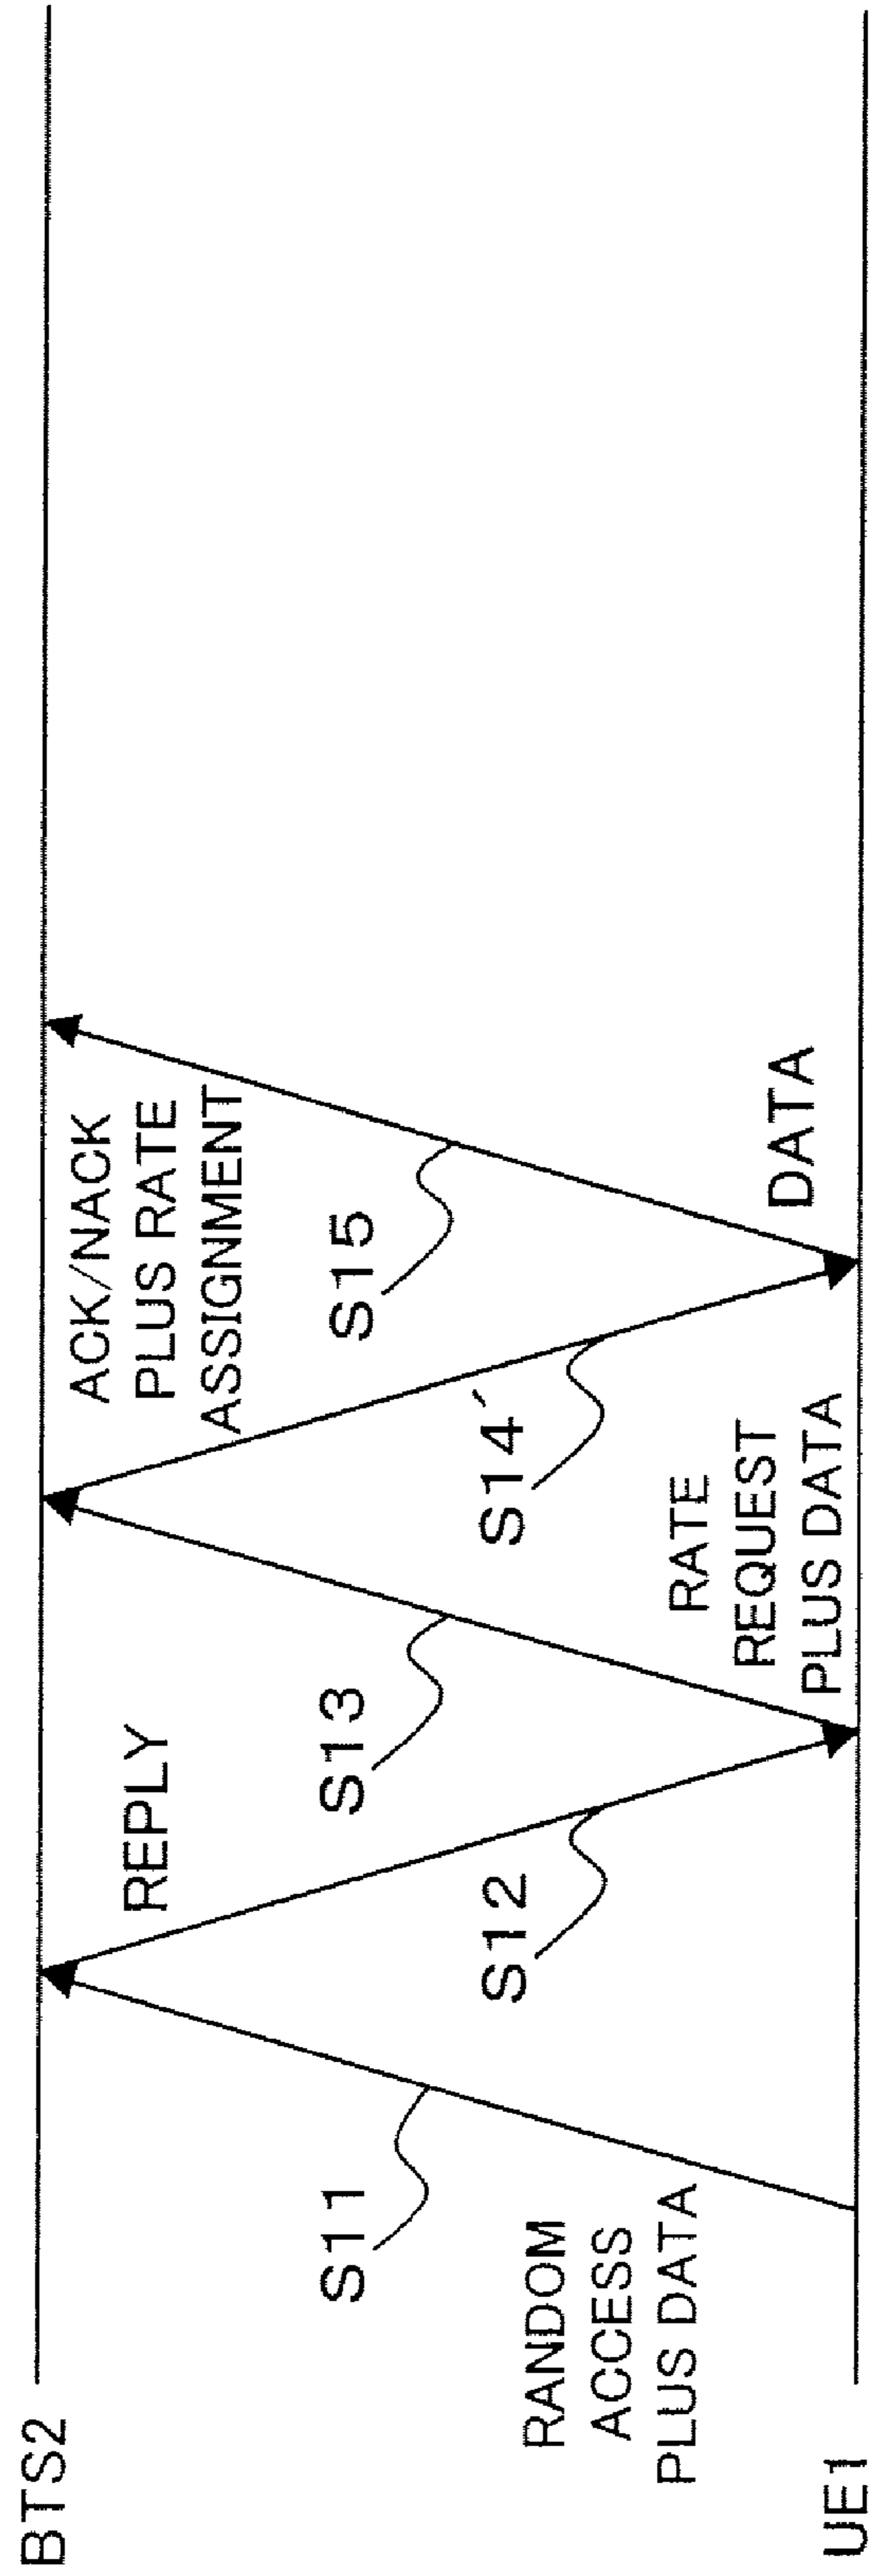 BTS2
REPLY
ACK/NACK
PLUS RATE
ASSIGNMENT
S11
S12
S13
S14´
S15
RANDOM
ACCESS
PLUS DATA
RATE
REQUEST
PLUS DATA
DATA
UE1